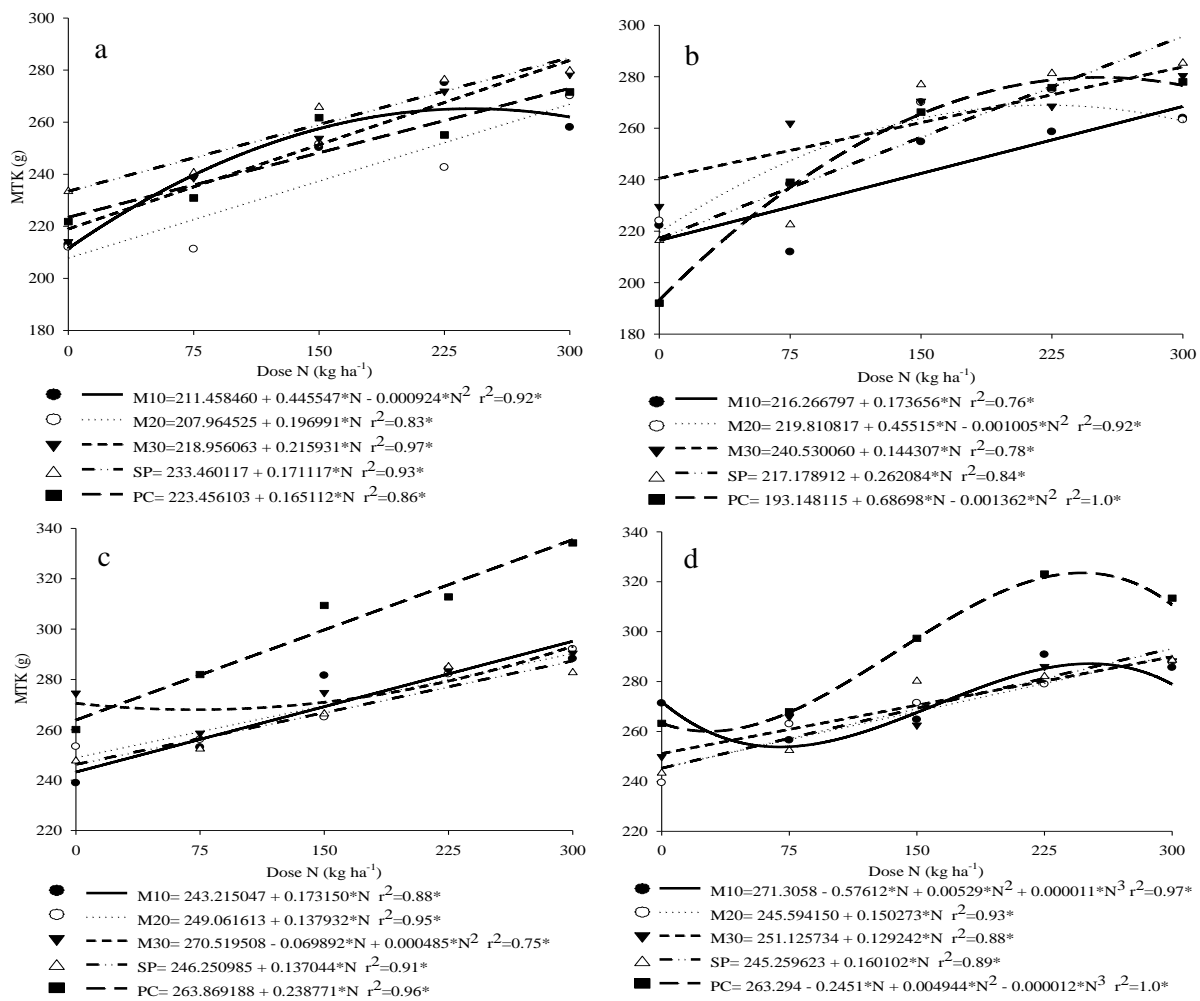 a
300
280
260
240
220
200
180
MTK (g)
0 75 150 225 300
Dose N (kg ha-1)
M10=211.458460 + 0.445547*N - 0.000924*N2 r2=0.92*
M20=207.964525 + 0.196991*N r2=0.83*
M30=218.956063 + 0.215931*N r2=0.97*
SP= 233.460117 + 0.171117*N r2=0.93*
PC= 223.456103 + 0.165112*N r2=0.86*
b
300
280
260
240
220
200
180
0 75 150 225 300
Dose N (kg ha-1)
M10=216.266797 + 0.173656*N r2=0.76*
M20= 219.810817 + 0.45515*N - 0.001005*N2 r2=0.92*
M30=240.530060 + 0.144307*N r2=0.78*
SP= 217.178912 + 0.262084*N r2=0.84*
PC= 193.148115 + 0.68698*N - 0.001362*N2 r2=1.0*
c
340
320
300
280
260
240
220
MTK (g)
0 75 150 225 300
Dose N (kg ha-1)
M10= 243.215047 + 0.173150*N r2=0.88*
M20= 249.061613 + 0.137932*N r2=0.95*
M30= 270.519508 - 0.069892*N + 0.000485*N2 r2=0.75*
SP= 246.250985 + 0.137044*N r2=0.91*
PC= 263.869188 + 0.238771*N r2=0.96*
d
340
320
300
280
260
240
220
0 75 150 225 300
Dose N (kg ha-1)
M10=271.3058 - 0.57612*N + 0.00529*N2 + 0.000011*N3 r2=0.97*
M20= 245.594150 + 0.150273*N r2=0.93*
M30= 251.125734 + 0.129242*N r2=0.88*
SP= 245.259623 + 0.160102*N r2=0.89*
PC= 263.294 - 0.2451*N + 0.004944*N2 - 0.000012*N3 r2=1.0*